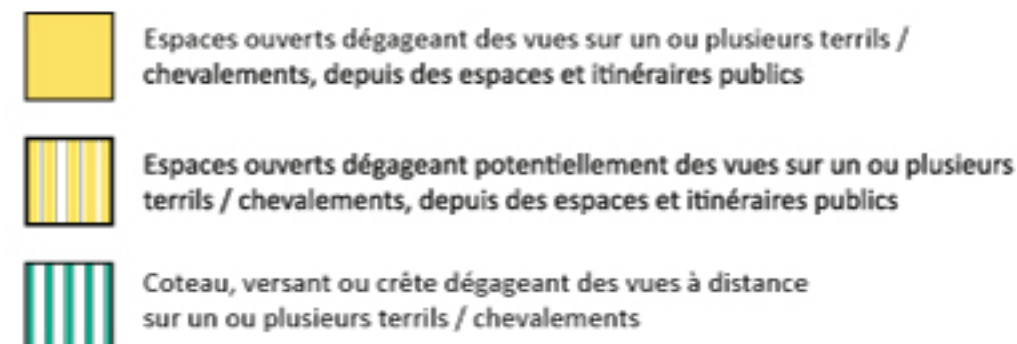 Espaces ouverts dégageant des vues sur un ou plusieurs terrils /
chevalements, depuis des espaces et itinéraires publics
Espaces ouverts dégageant potentiellement des vues sur un ou plusieurs
terrils / chevalements, depuis des espaces et itinéraires publics
Coteau, versant ou crête dégageant des vues à distance
sur un ou plusieurs terrils / chevalements